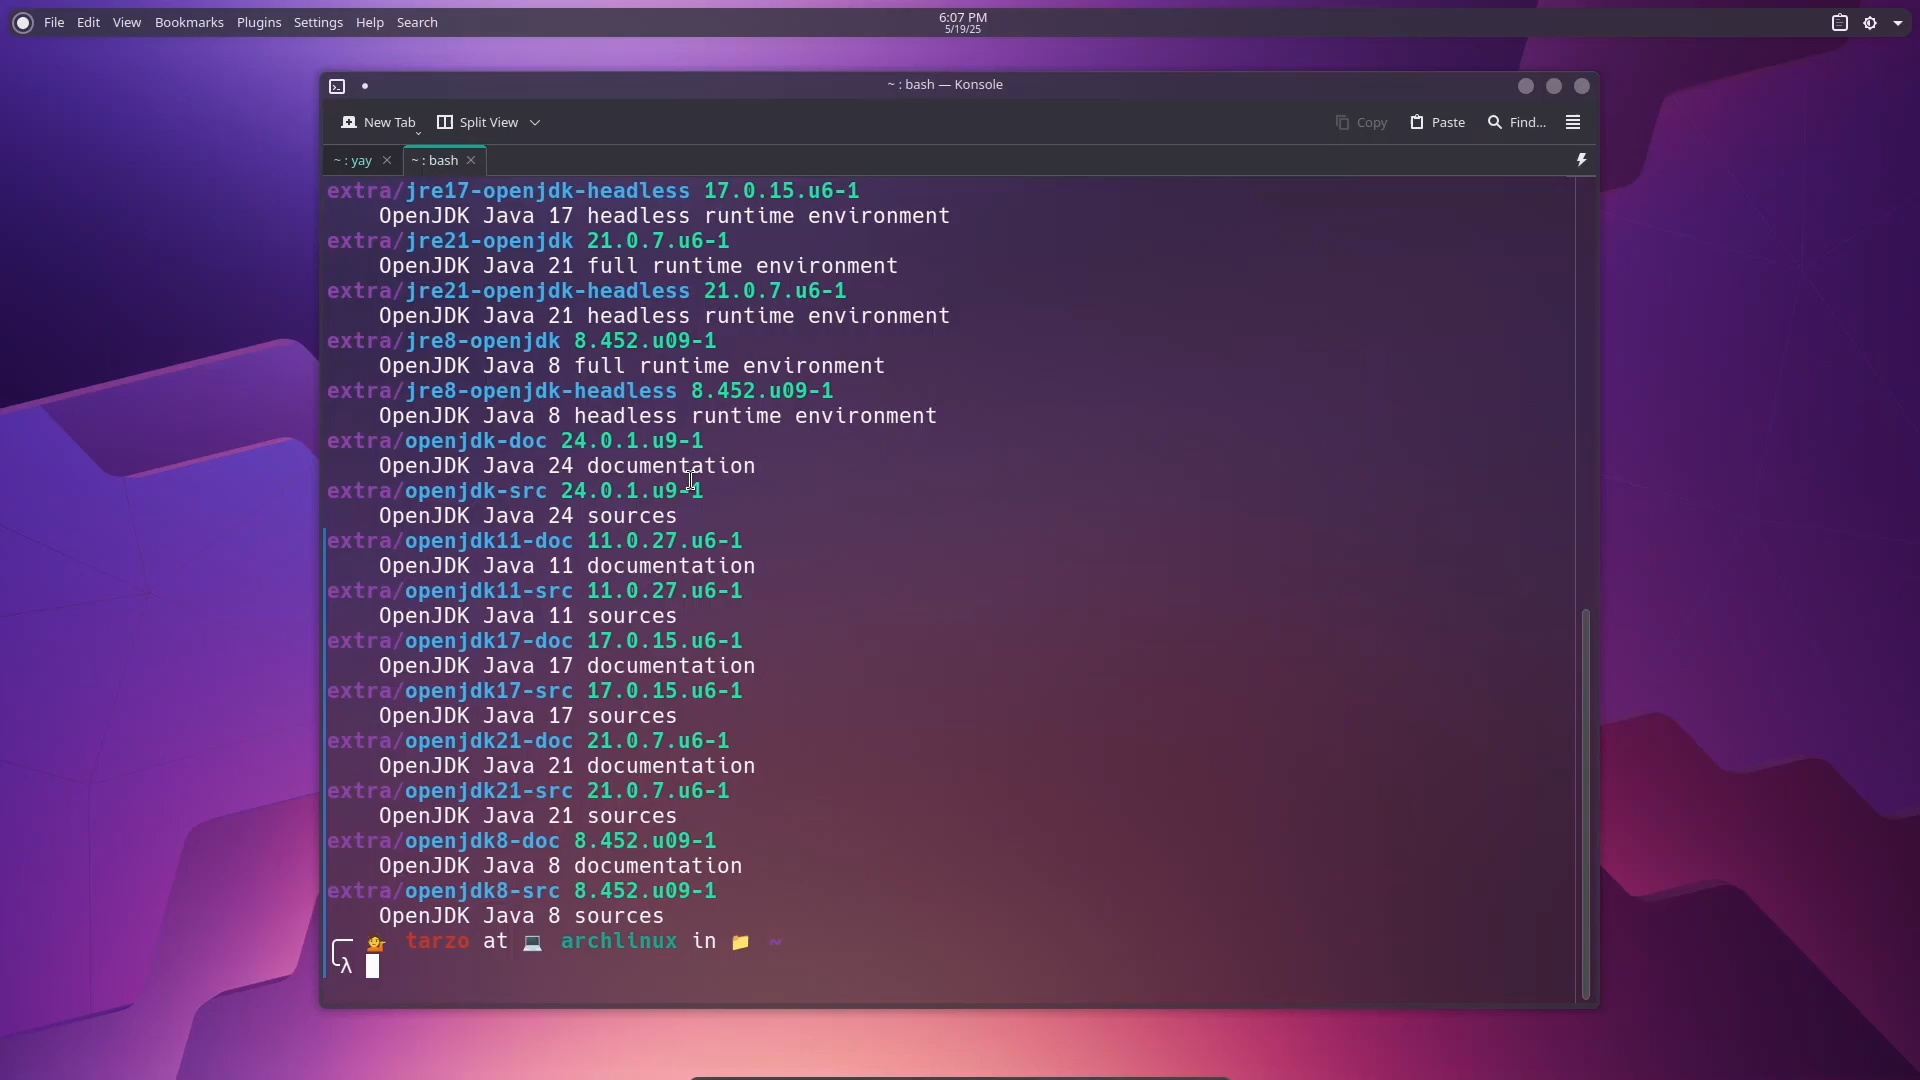 File Edit View Bookmarks Plugins Settings Help Search
6:07 PM
5/19/25
~ : bash — Konsole
New Tab Split View Copy Paste Find...
~ : yay ~ : bash
extra/jre17-openjdk-headless 17.0.15.u6-1
OpenJDK Java 17 headless runtime environment
extra/jre21-openjdk 21.0.7.u6-1
OpenJDK Java 21 full runtime environment
extra/jre21-openjdk-headless 21.0.7.u6-1
OpenJDK Java 21 headless runtime environment
extra/jre8-openjdk 8.452.u09-1
OpenJDK Java 8 full runtime environment
extra/jre8-openjdk-headless 8.452.u09-1
OpenJDK Java 8 headless runtime environment
extra/openjdk-doc 24.0.1.u9-1
OpenJDK Java 24 documentation
extra/openjdk-src 24.0.1.u9-1
OpenJDK Java 24 sources
extra/openjdk11-doc 11.0.27.u6-1
OpenJDK Java 11 documentation
extra/openjdk11-src 11.0.27.u6-1
OpenJDK Java 11 sources
extra/openjdk17-doc 17.0.15.u6-1
OpenJDK Java 17 documentation
extra/openjdk17-src 17.0.15.u6-1
OpenJDK Java 17 sources
extra/openjdk21-doc 21.0.7.u6-1
OpenJDK Java 21 documentation
extra/openjdk21-src 21.0.7.u6-1
OpenJDK Java 21 sources
extra/openjdk8-doc 8.452.u09-1
OpenJDK Java 8 documentation
extra/openjdk8-src 8.452.u09-1
OpenJDK Java 8 sources
tarzo at 💻 archlinux in 📁 ~
λ